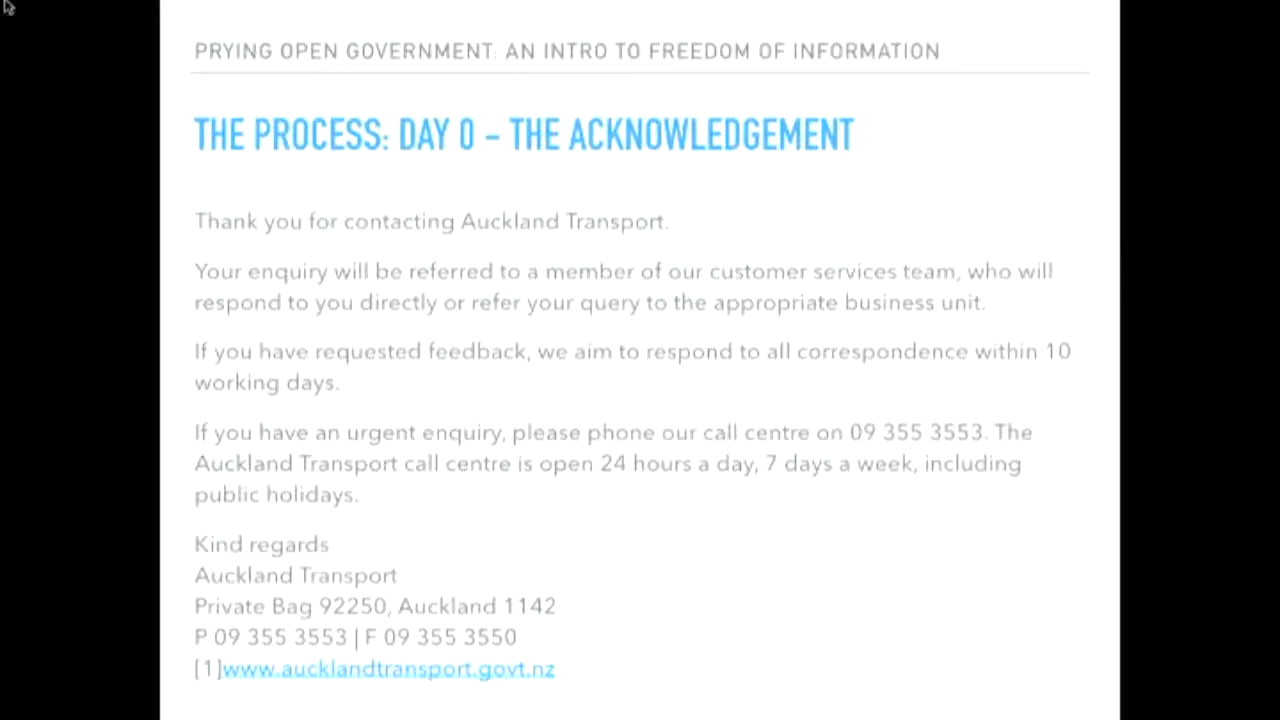 PRYING OPEN GOVERNMENT: AN INTRO TO FREEDOM OF INFORMATION
THE PROCESS: DAY 0 – THE ACKNOWLEDGEMENT
Thank you for contacting Auckland Transport.
Your enquiry will be referred to a member of our customer services team, who will
respond to you directly or refer your query to the appropriate business unit.
If you have requested feedback, we aim to respond to all correspondence within 10
working days.
If you have an urgent enquiry, please phone our call centre on 09 355 3553. The
Auckland Transport call centre is open 24 hours a day, 7 days a week, including
public holidays.
Kind regards
Auckland Transport
Private Bag 92250, Auckland 1142
P 09 355 3553 | F 09 355 3550
[1]www.aucklandtransport.govt.nz